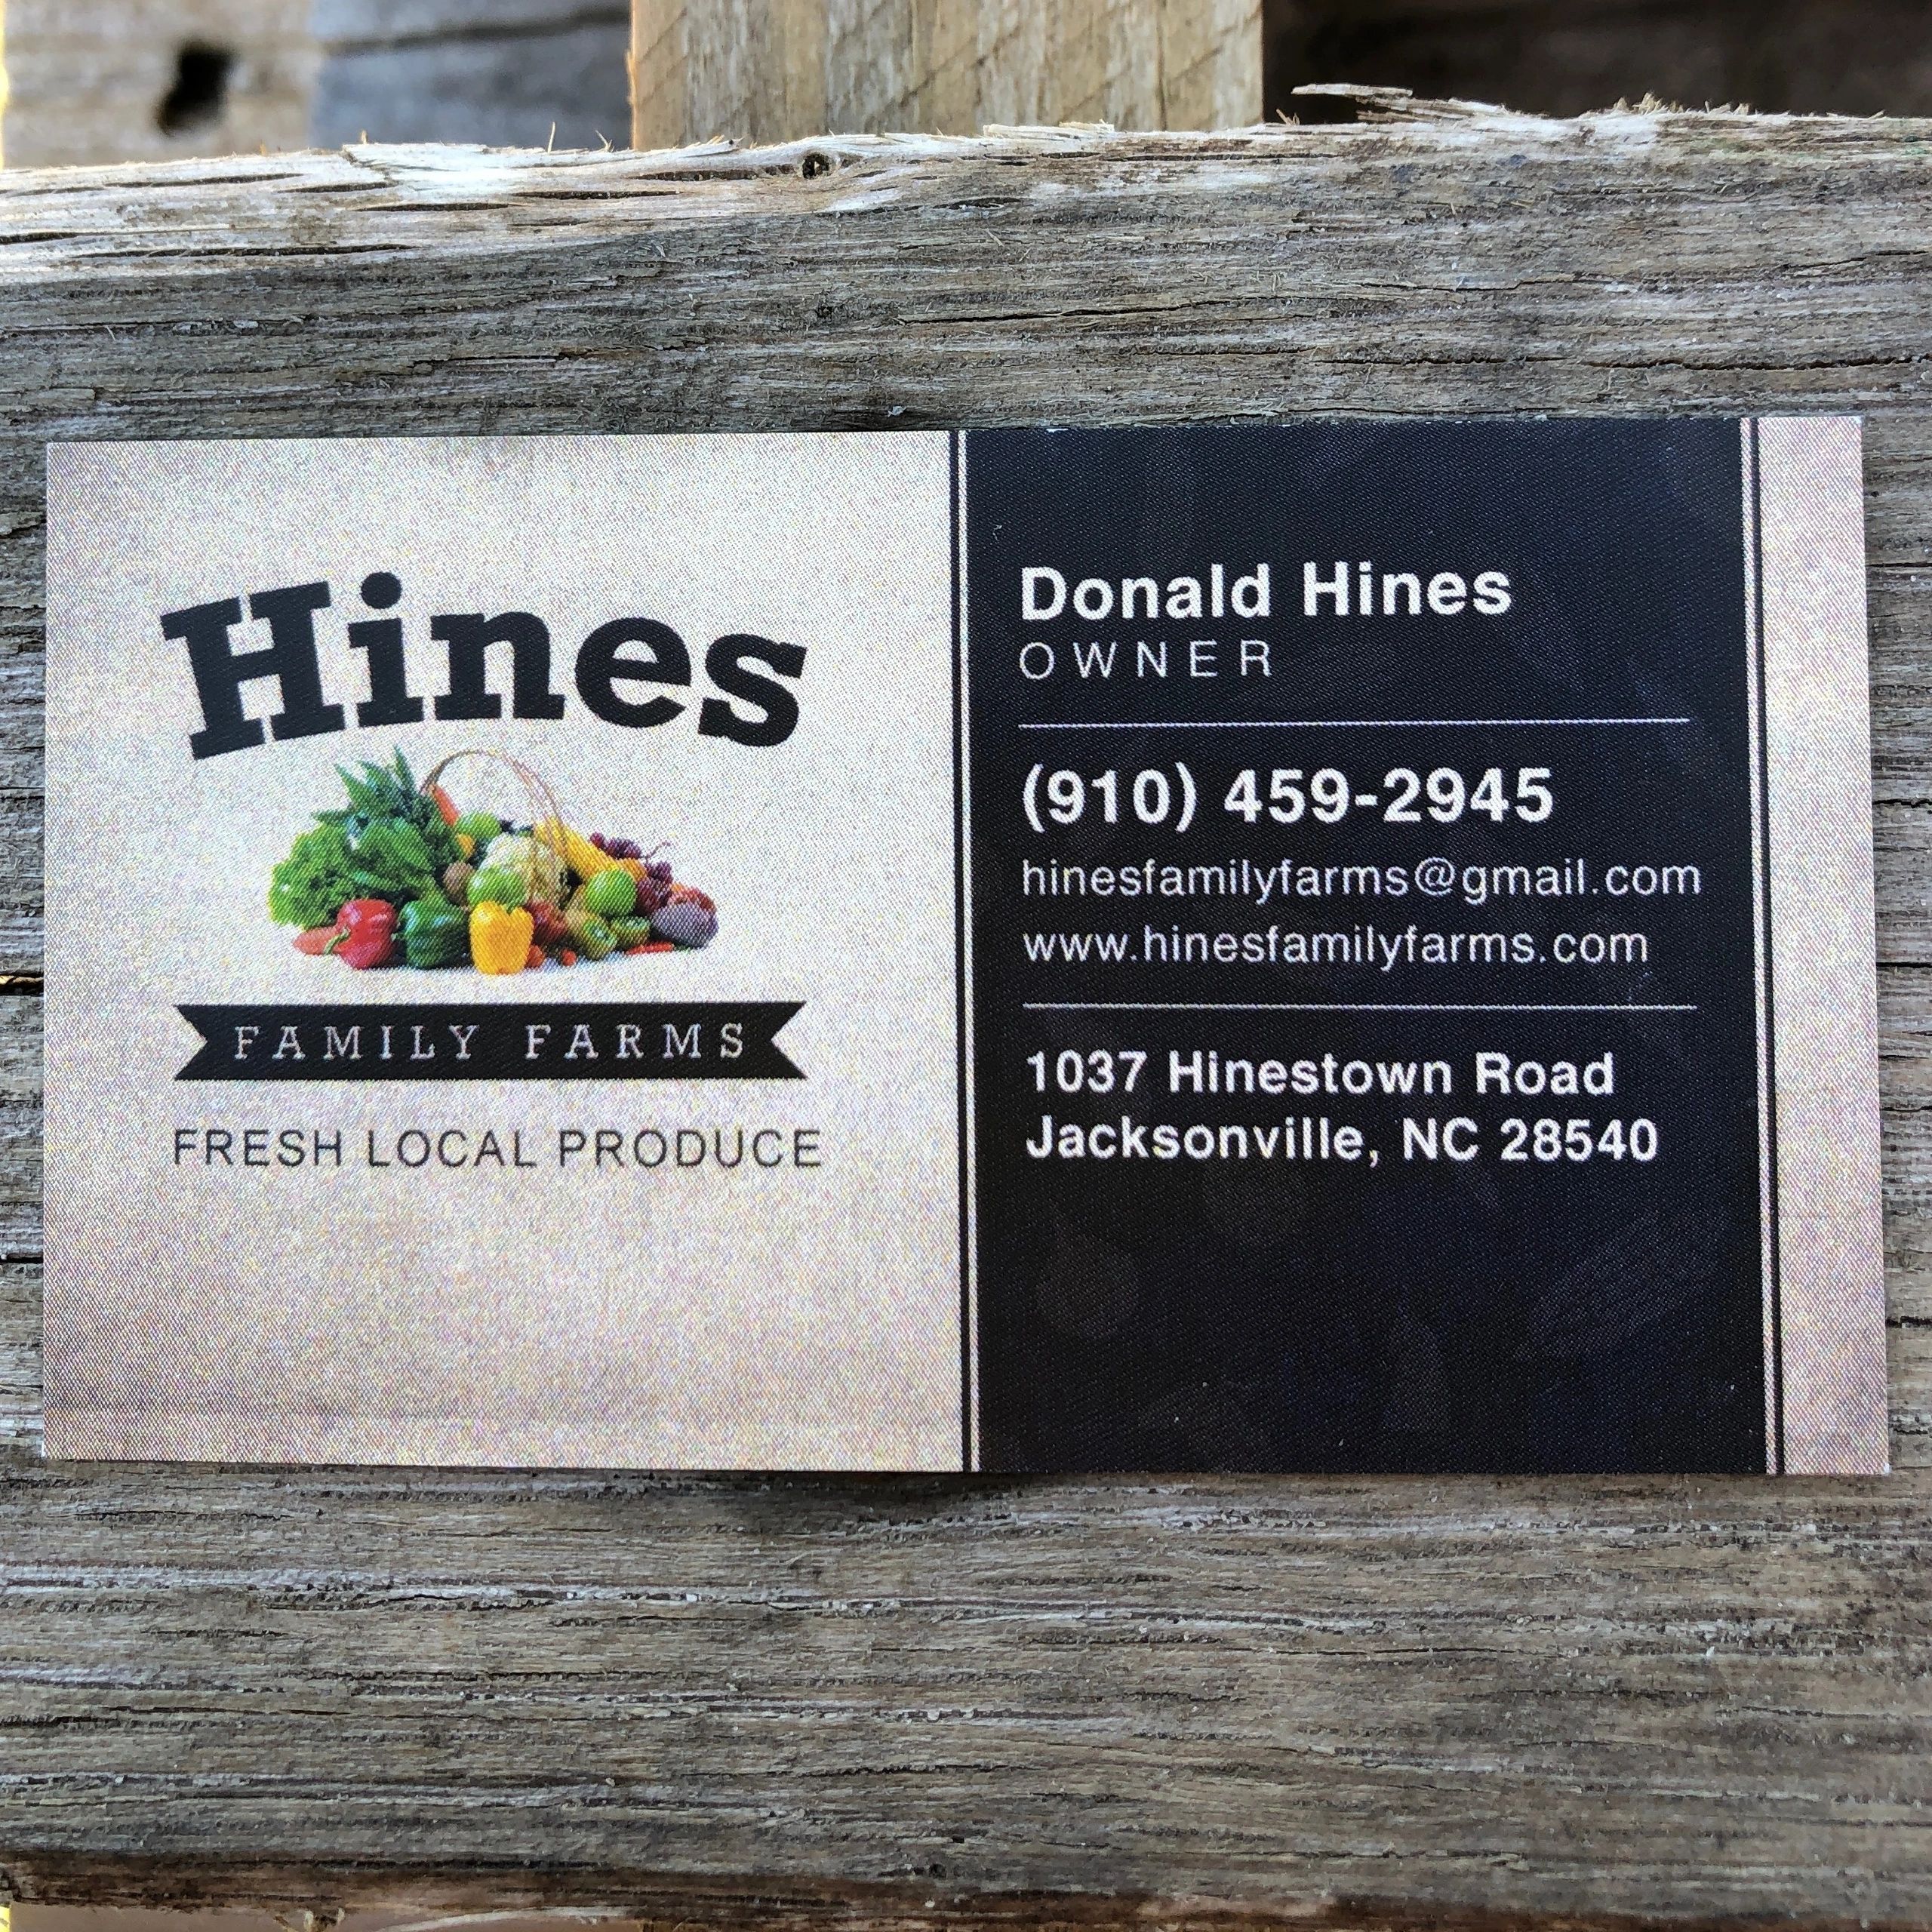 Hines
FAMILY FARMS
FRESH LOCAL PRODUCE
Donald Hines
OWNER
(910) 459-2945
hinesfamilyfarms@gmail.com
www.hinesfamilyfarms.com
1037 Hinestown Road
Jacksonville, NC 28540